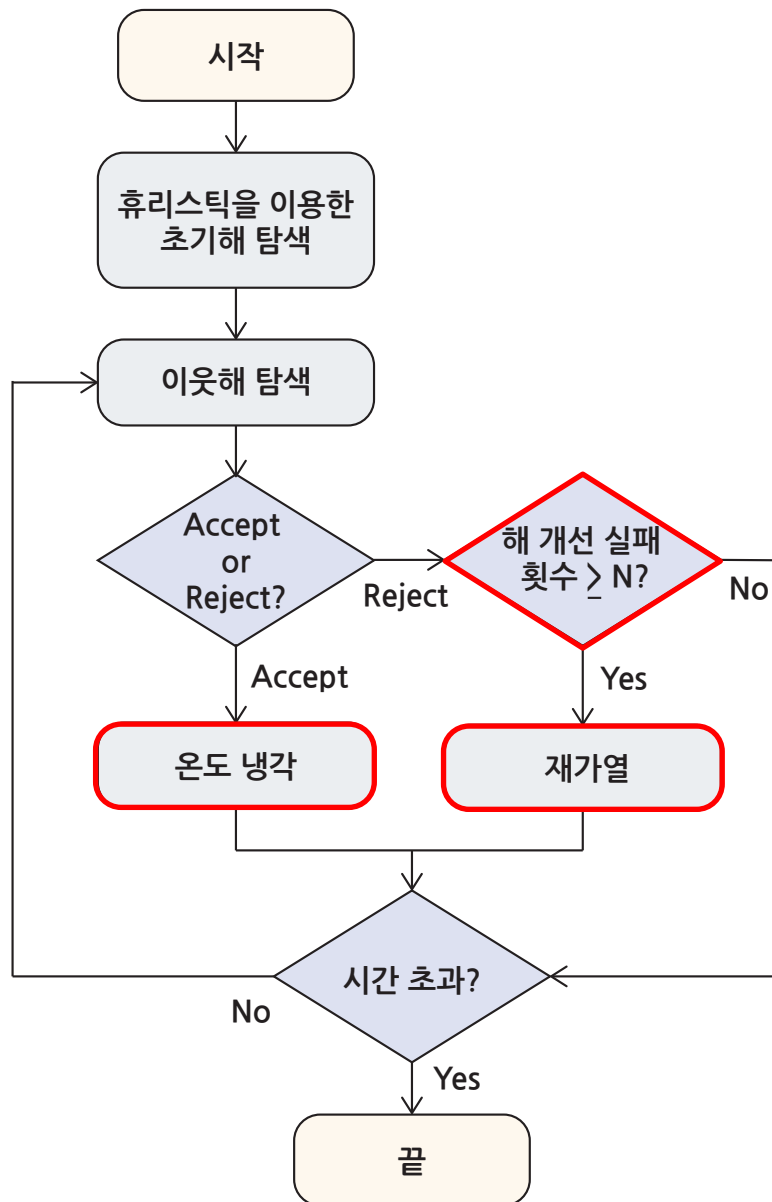 시작
휴리스틱을 이용한
초기해 탐색
이웃해 탐색
Accept
or
Reject?
Reject
해 개선 실패
횟수 ≥ N?
No
Accept
Yes
온도 냉각
재가열
시간 초과?
No
Yes
끝